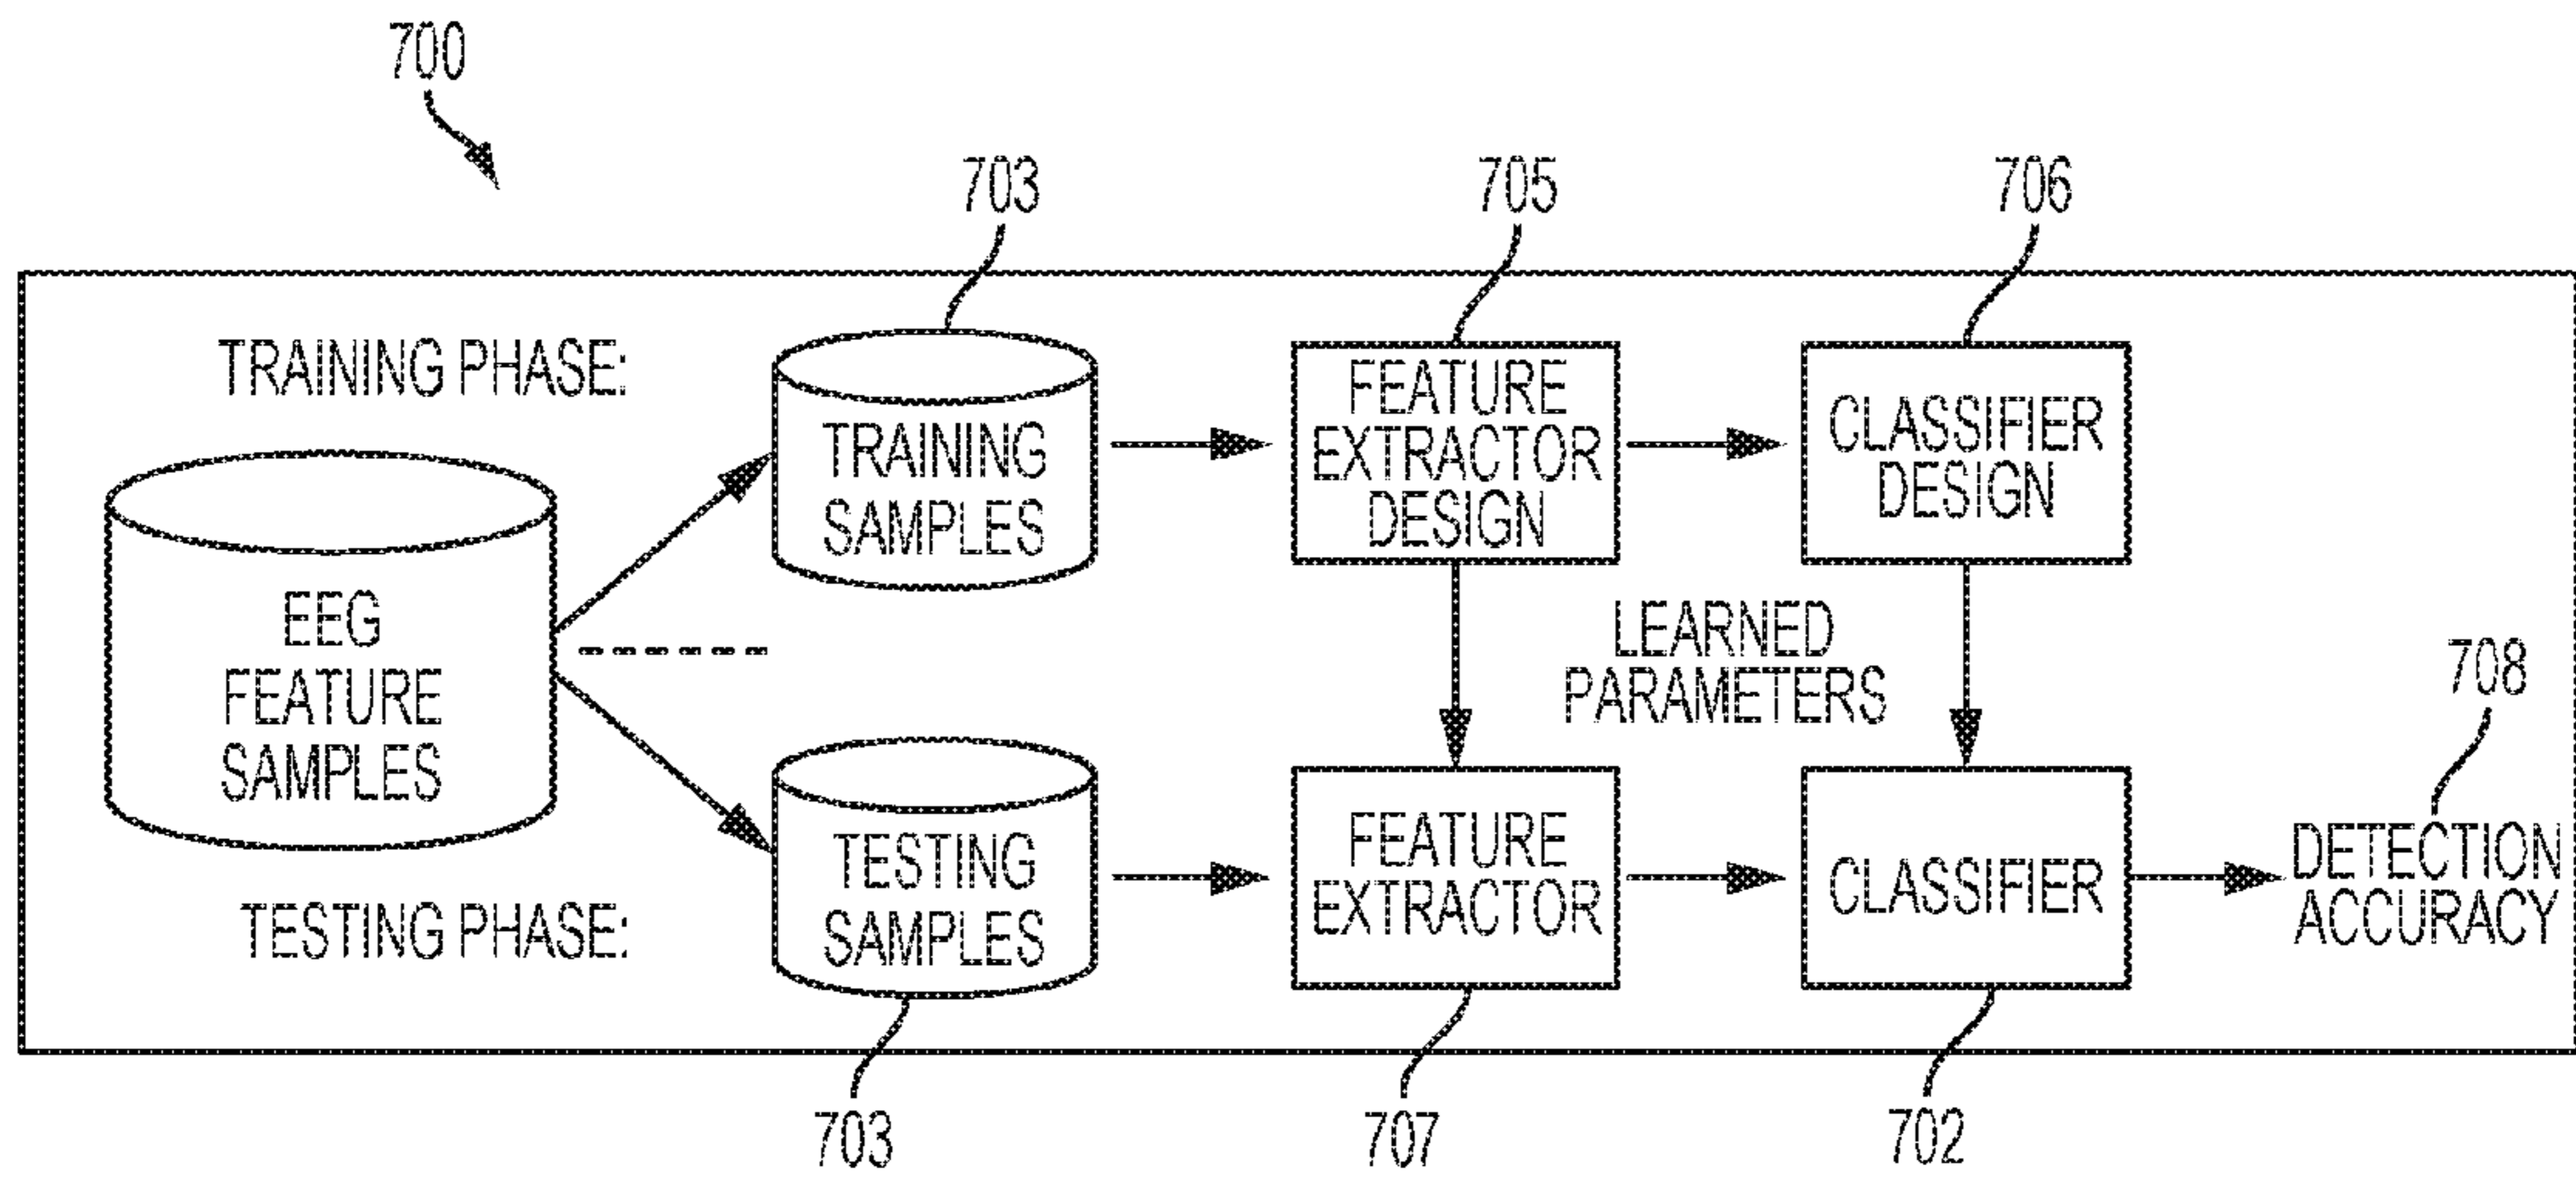 700
703
705
706
TRAINING PHASE:
TRAINING
SAMPLES
FEATURE
EXTRACTOR
DESIGN
CLASSIFIER
DESIGN
EEG
FEATURE
SAMPLES
LEARNED
PARAMETERS
708
TESTING PHASE:
TESTING
SAMPLES
FEATURE
EXTRACTOR
CLASSIFIER
DETECTION
ACCURACY
703
707
702